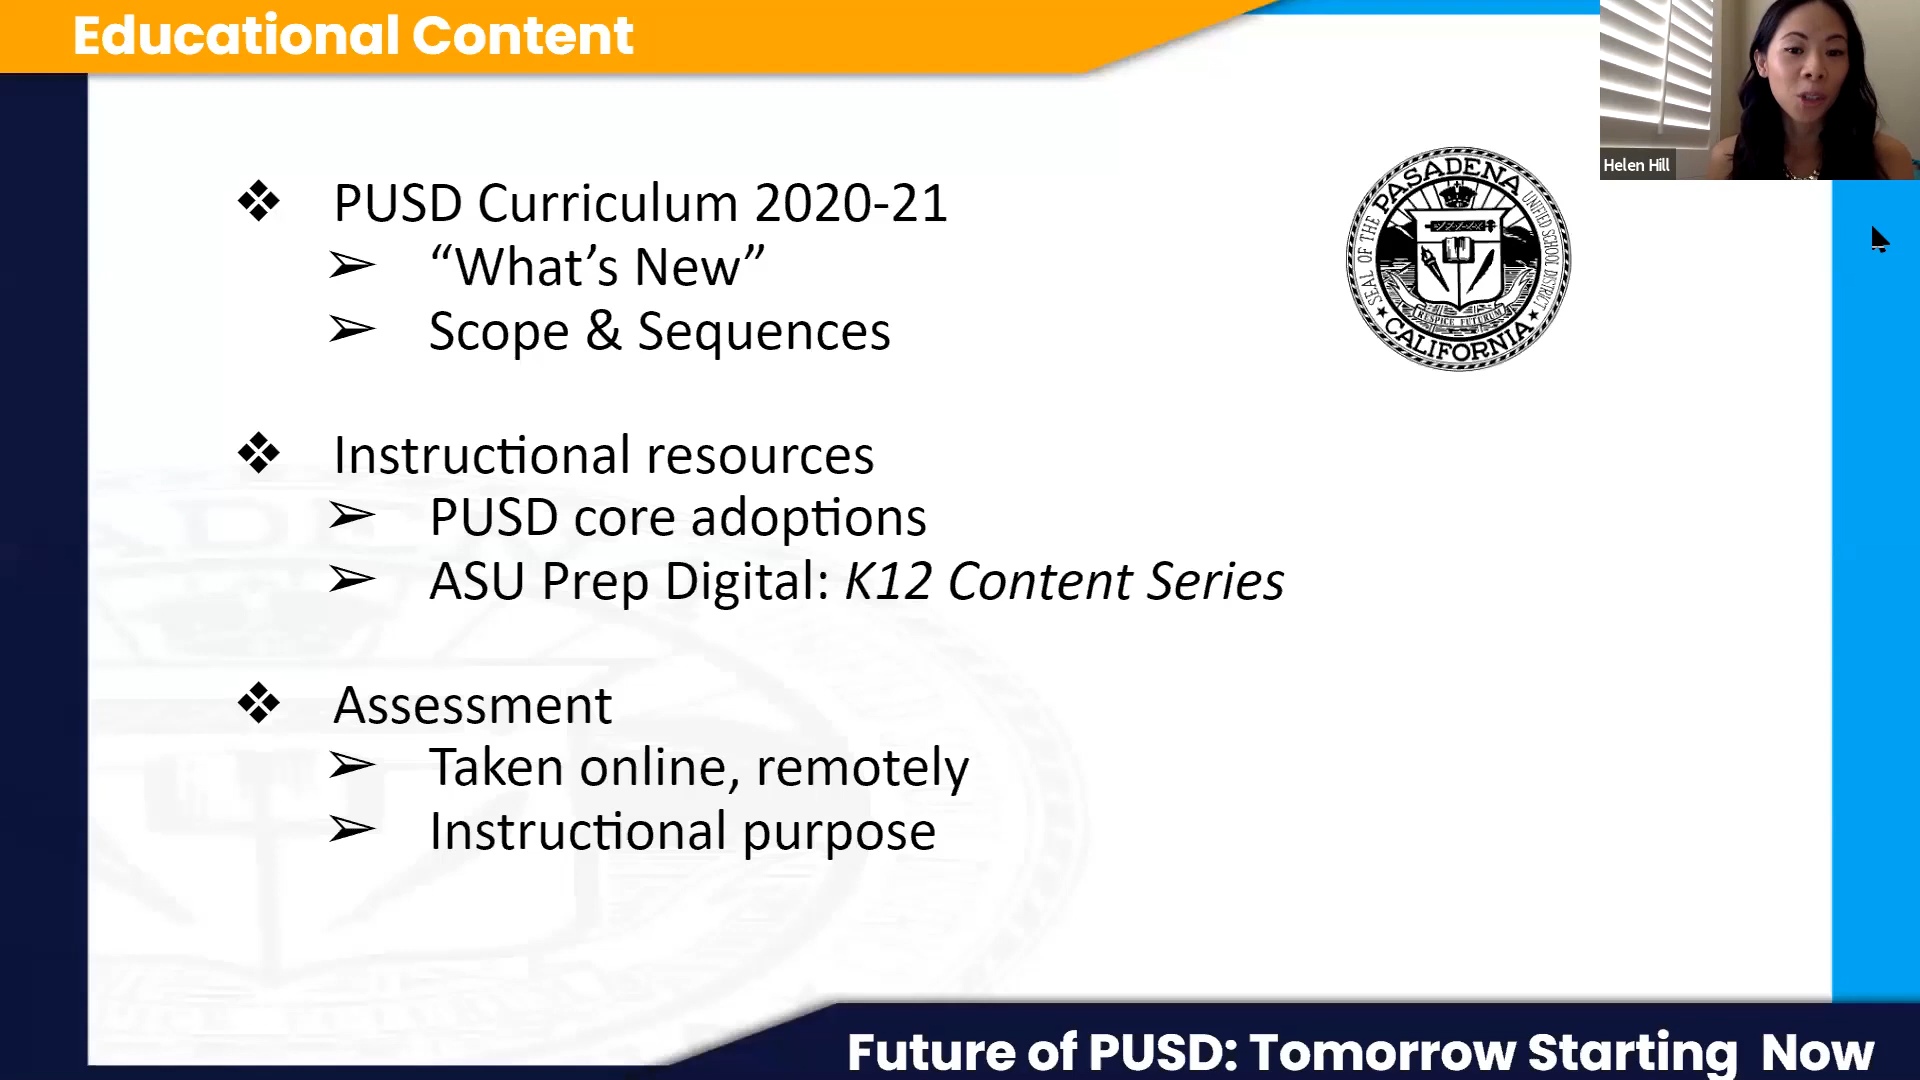 Educational Content
Helen Hill
❖ PUSD Curriculum 2020-21
➢ “What’s New”
➢ Scope & Sequences
SEAL OF THE PASADENA UNIFIED SCHOOL DISTRICT
RESPICE FUTURUM
CALIFORNIA
❖ Instructional resources
➢ PUSD core adoptions
➢ ASU Prep Digital: K12 Content Series
❖ Assessment
➢ Taken online, remotely
➢ Instructional purpose
Future of PUSD: Tomorrow Starting Now